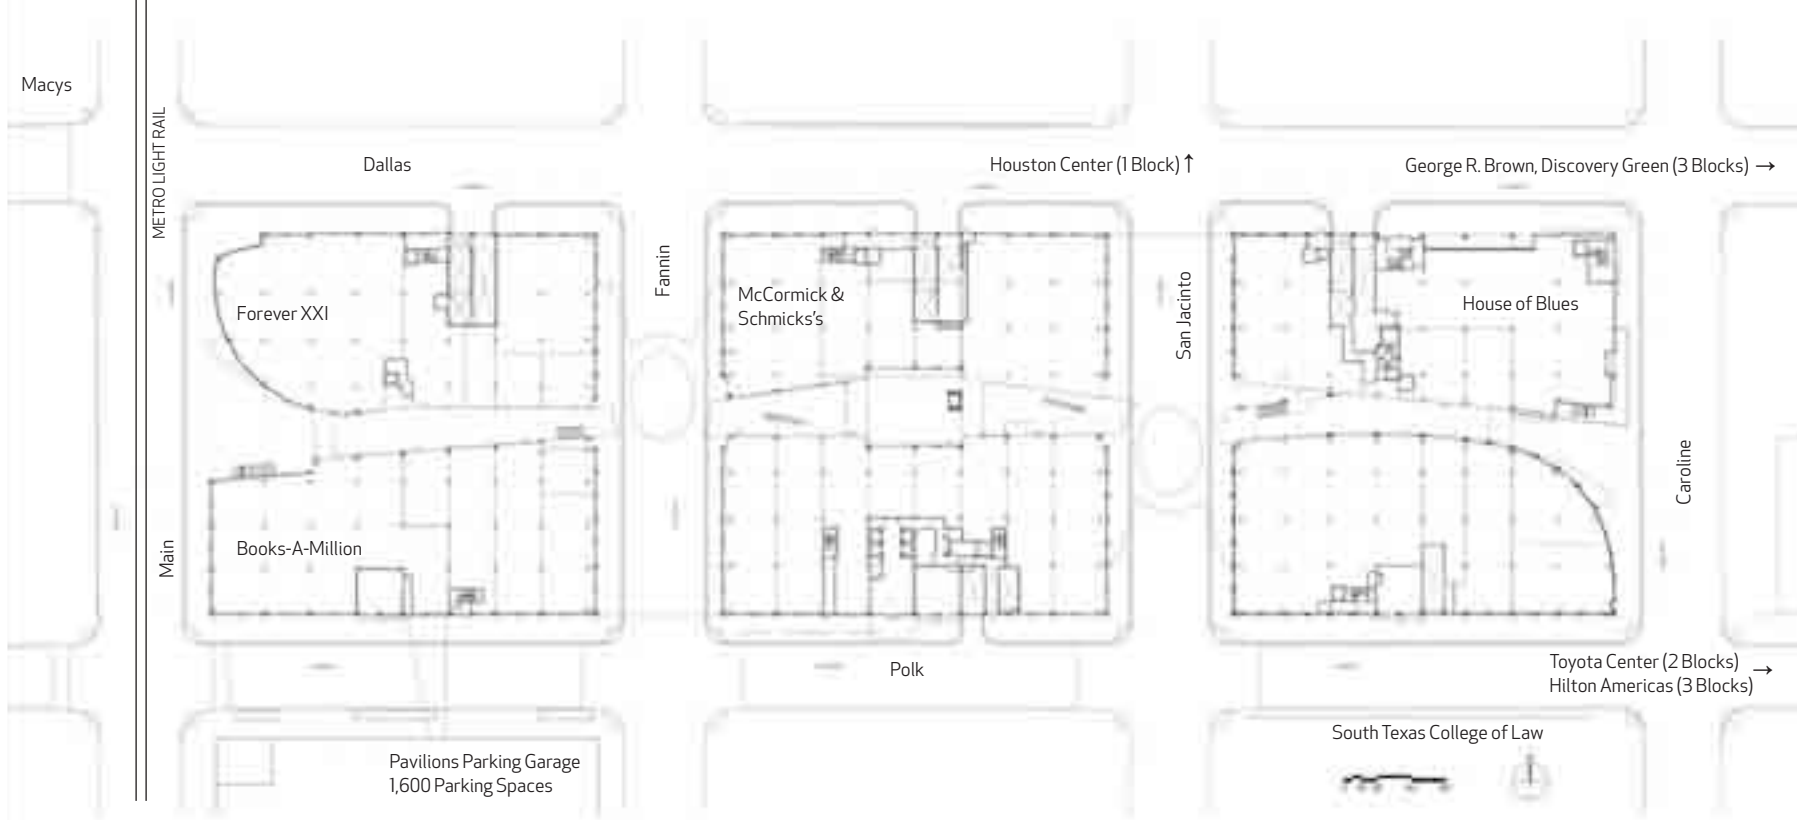 Macys
METRO LIGHT RAIL
Dallas
Houston Center (1 Block) ↑
George R. Brown, Discovery Green (3 Blocks) →
Fannin
San Jacinto
Forever XXI
McCormick &
Schmicks's
House of Blues
Caroline
Main
Books-A-Million
Polk
Toyota Center (2 Blocks) →
Hilton Americas (3 Blocks)
South Texas College of Law
Pavilions Parking Garage
1,600 Parking Spaces